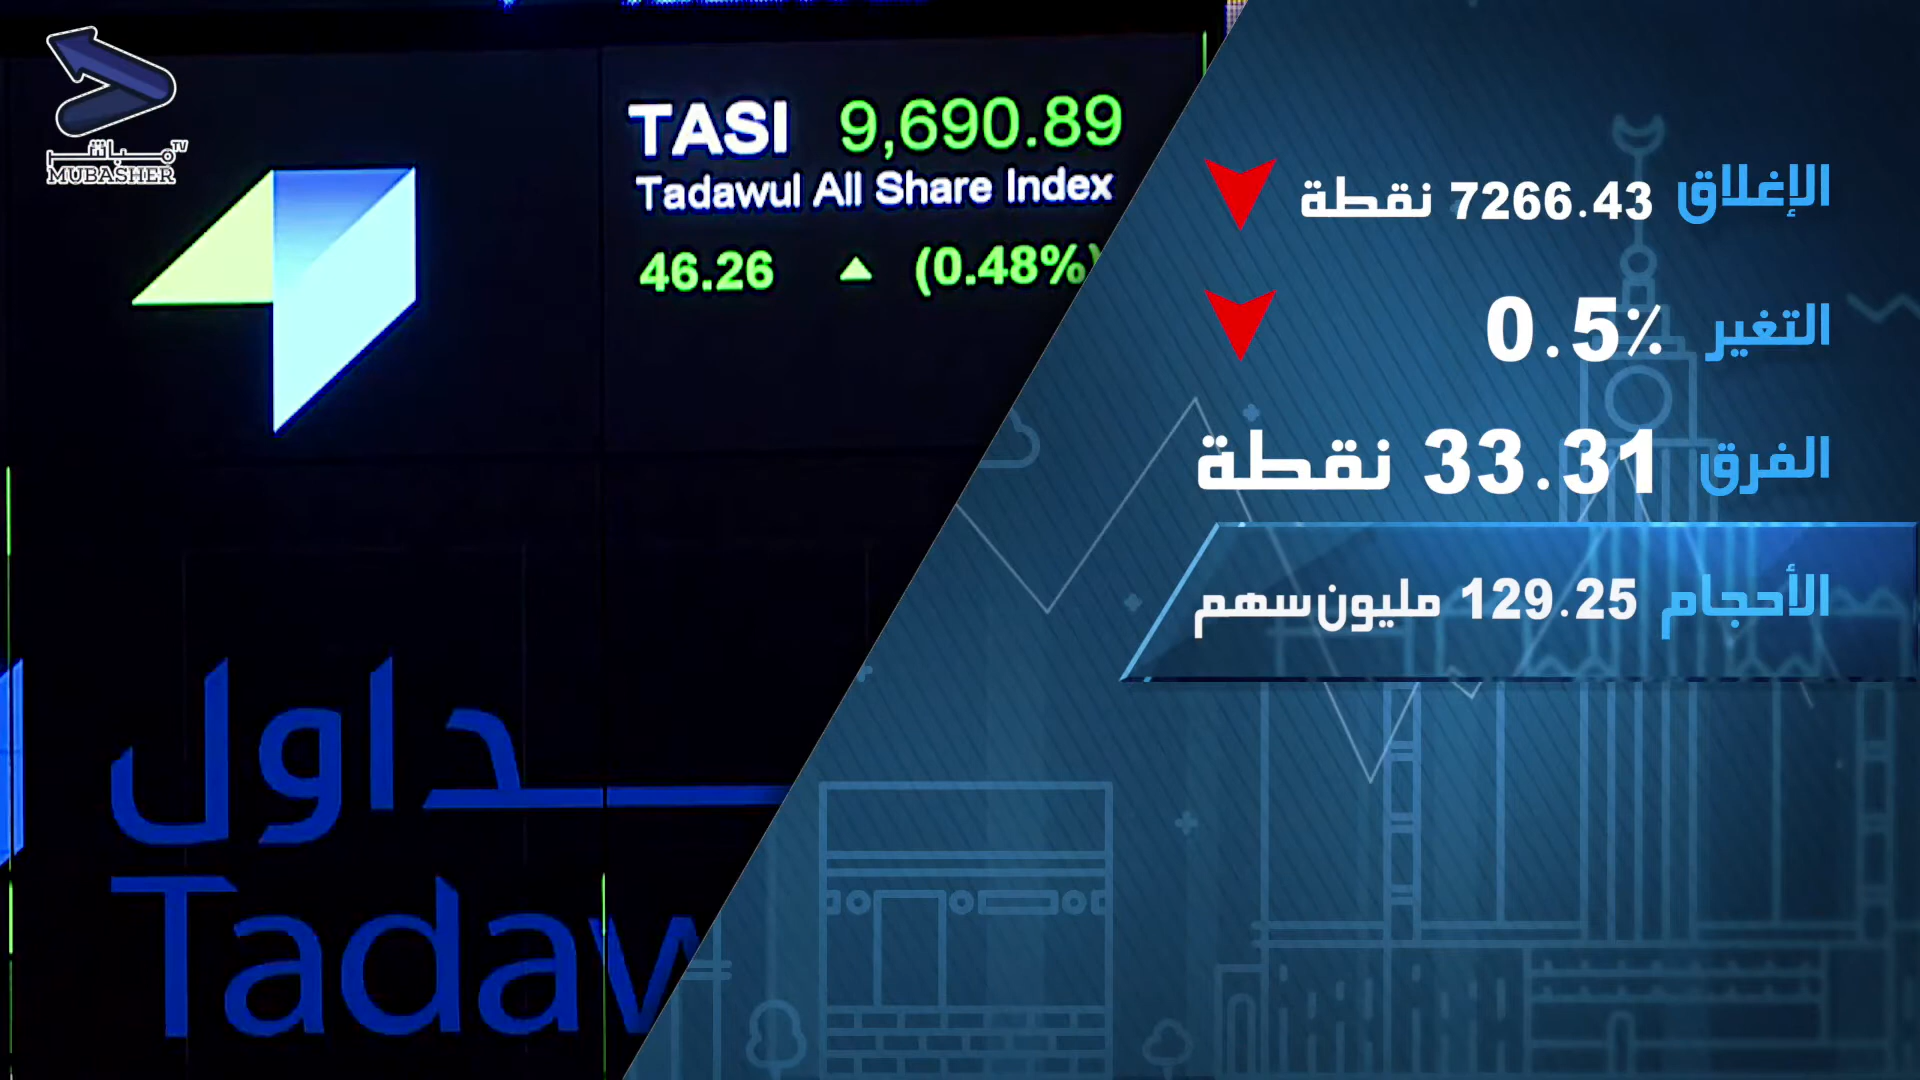 مباشر TV
MUBASHER
TASI 9,690.89
Tadawul All Share Index
46.26 ▲ (0.48%)
الإغلاق 7266.43 نقطة
التغير 0.5٪
الفرق 33.31 نقطة
الأحجام 129.25 مليون سهم
ـداول
Tadaw